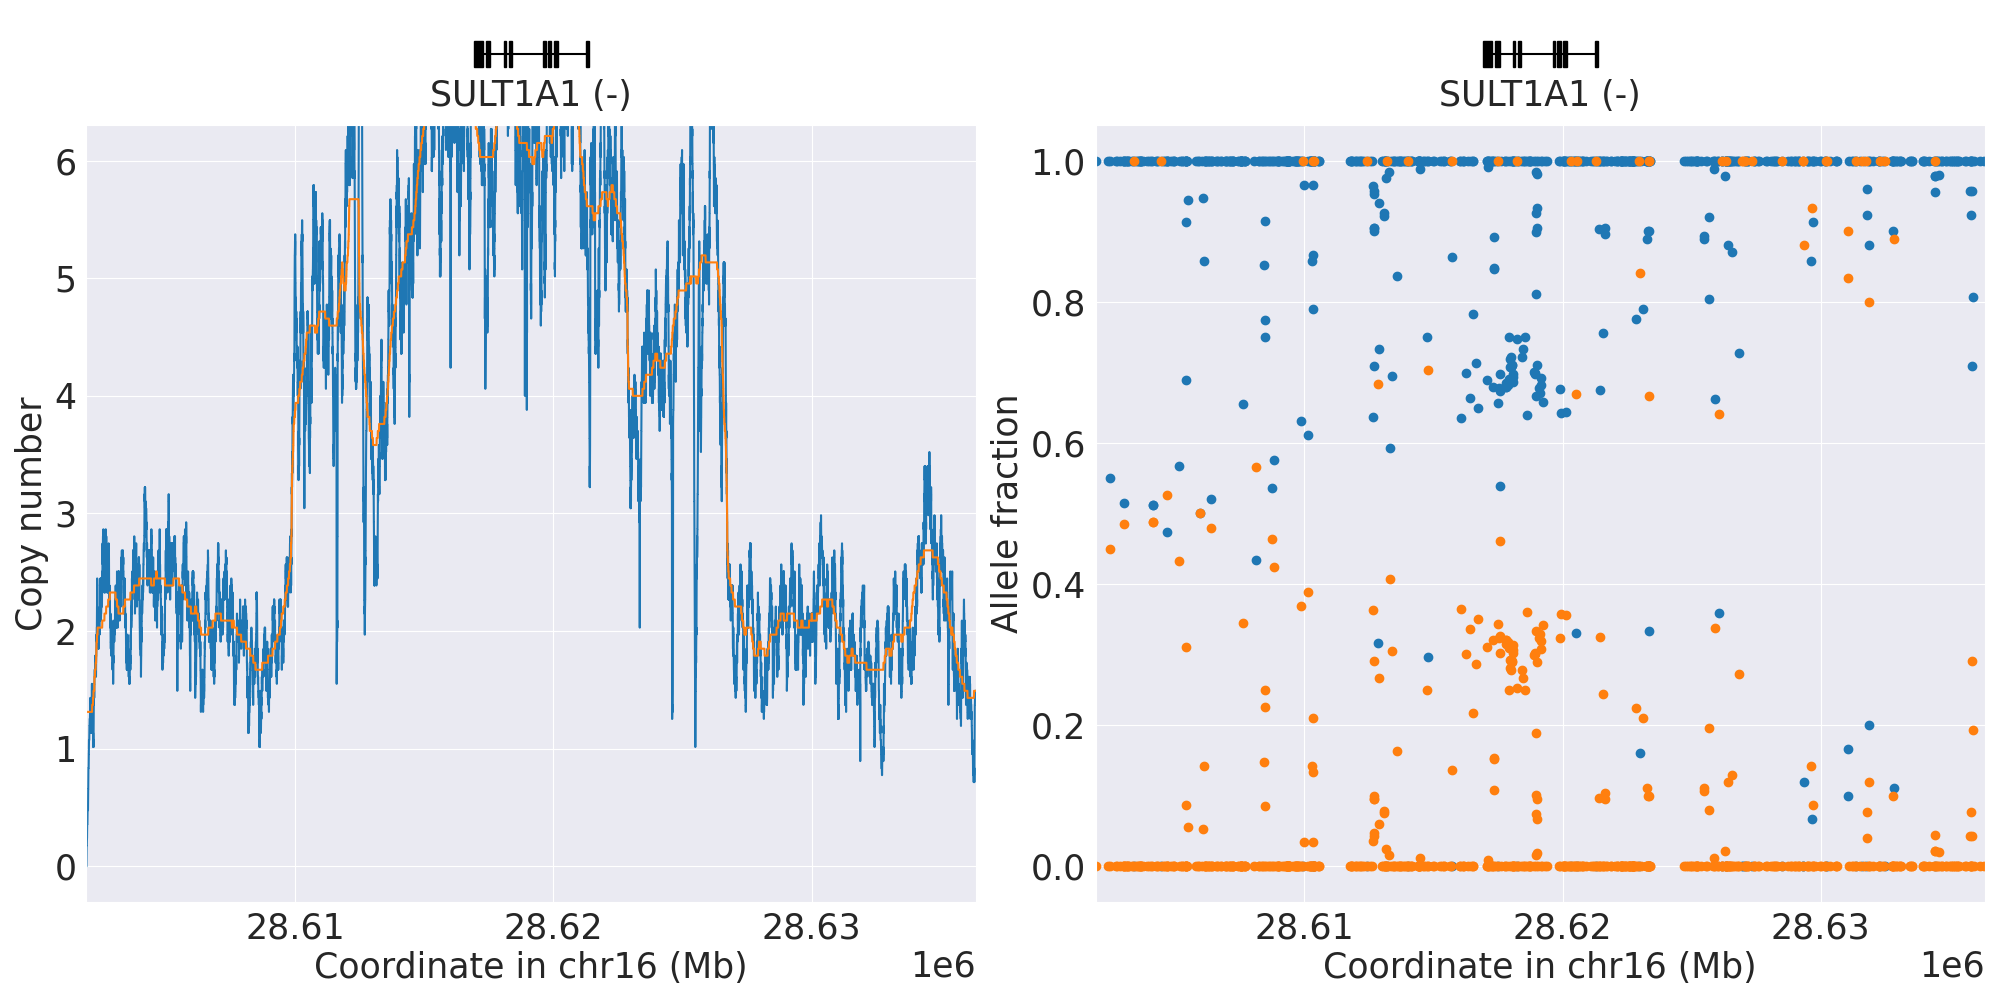 SULT1A1 (-)
Copy number
6
5
4
3
2
1
0
28.61 28.62 28.63
Coordinate in chr16 (Mb)
1e6
SULT1A1 (-)
Allele fraction
1.0
0.8
0.6
0.4
0.2
0.0
28.61 28.62 28.63
Coordinate in chr16 (Mb)
1e6